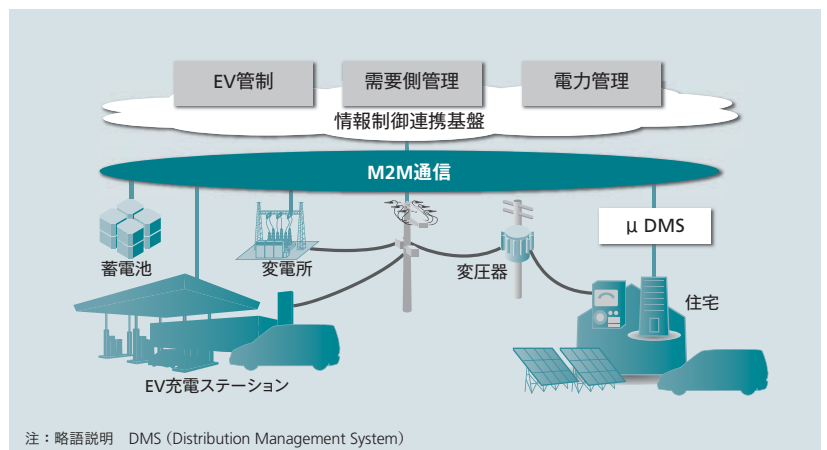 EV管制
需要側管理
電力管理
情報制御連携基盤
M2M通信
μ DMS
蓄電池
変電所
変圧器
住宅
EV充電ステーション
注：略語説明　DMS（Distribution Management System）